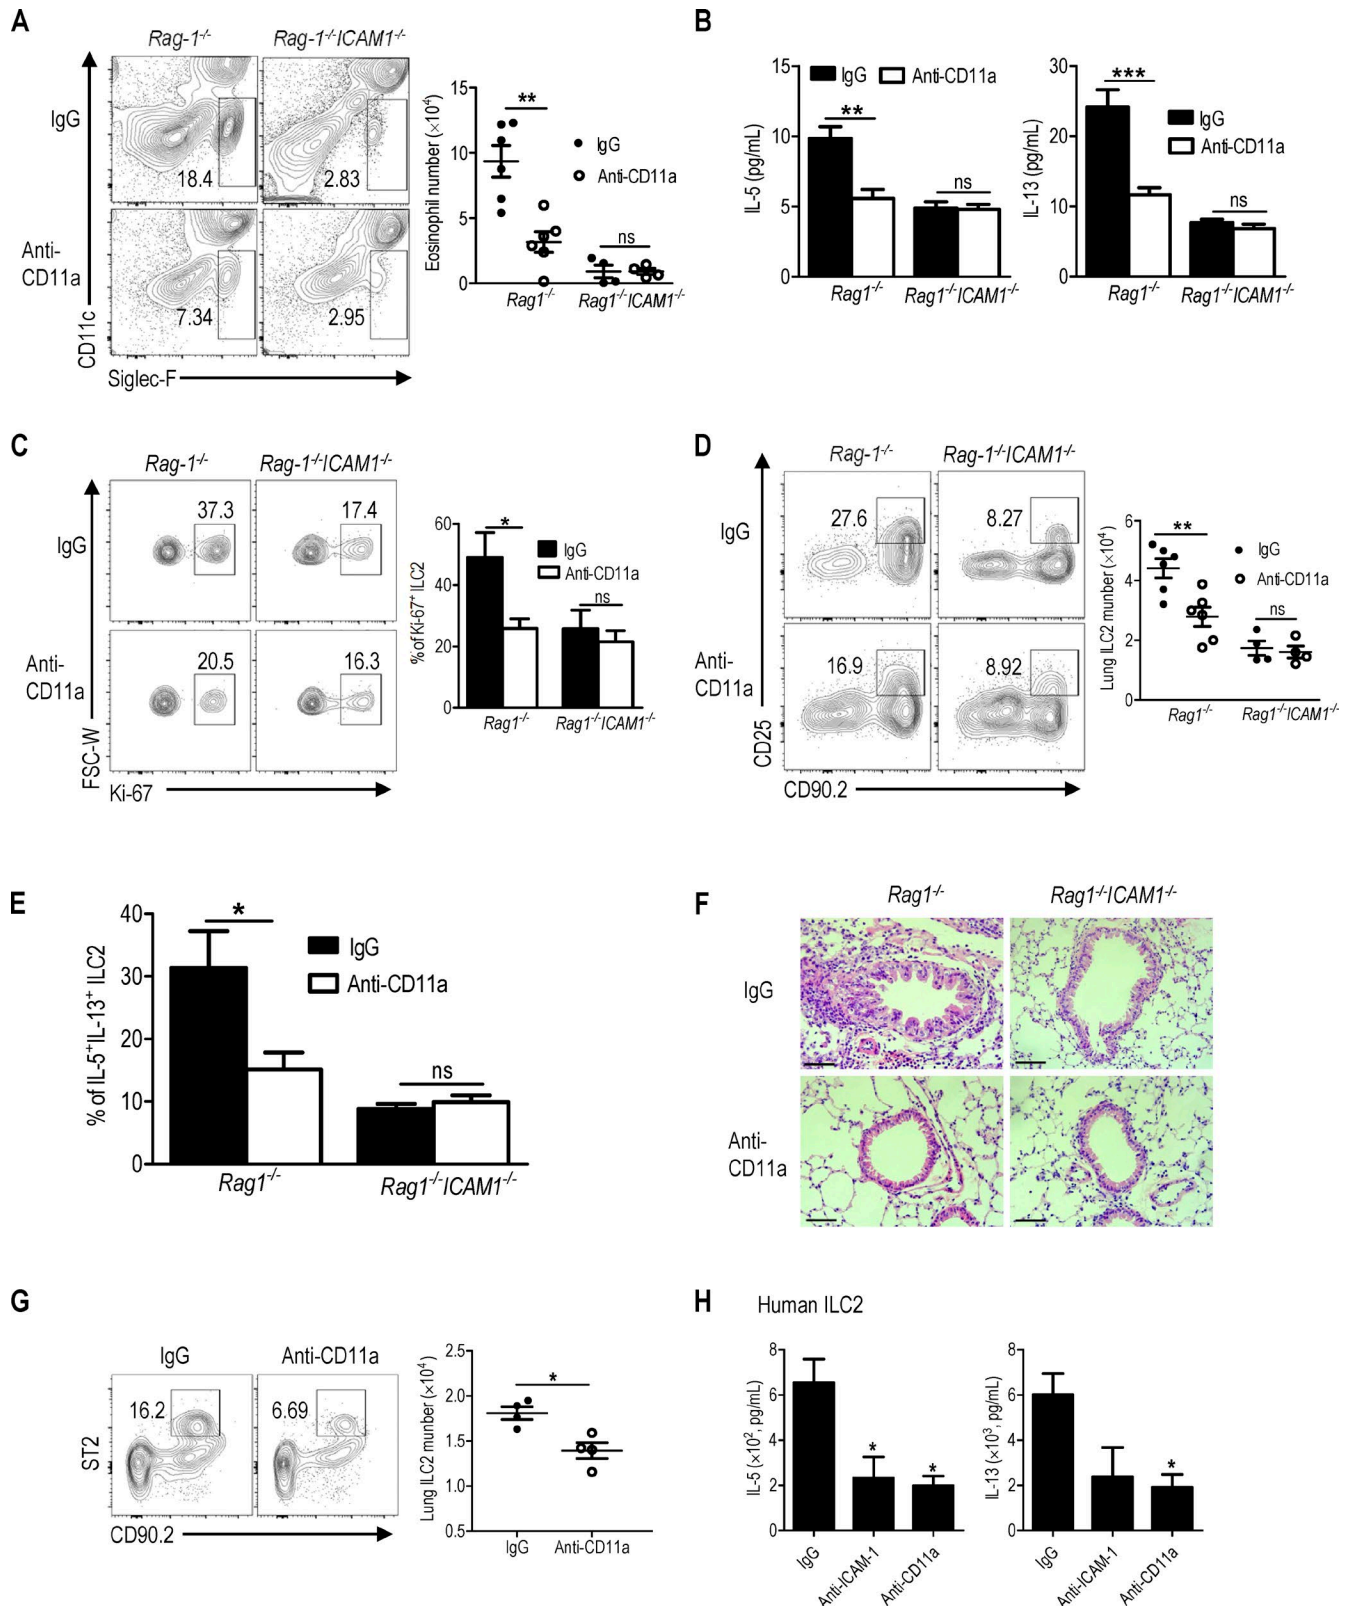 A
Rag-1-/-
Rag-1-/-ICAM1-/-
IgG
18.4
2.83
Anti-
CD11a
7.34
2.95
CD11c
Siglec-F
Eosinophil number (×10⁴)
15
10
5
0
**
ns
IgG
Anti-CD11a
Rag1-/-
Rag1-/-ICAM1-/-
B
IL-5 (pg/mL)
15
10
5
0
IgG
Anti-CD11a
**
ns
Rag1-/-
Rag1-/-ICAM1-/-
IL-13 (pg/mL)
30
20
10
0
***
IgG
Anti-CD11a
ns
Rag1-/-
Rag1-/-ICAM1-/-
C
Rag-1-/-
Rag-1-/-ICAM1-/-
IgG
37.3
17.4
Anti-
CD11a
20.5
16.3
FSC-W
Ki-67
% of Ki-67⁺ ILC2
60
40
20
0
*
IgG
Anti-CD11a
ns
Rag1-/-
Rag1-/-ICAM1-/-
D
Rag-1-/-
Rag-1-/-ICAM1-/-
IgG
27.6
8.27
Anti-
CD11a
16.9
8.92
CD25
CD90.2
Lung ILC2 munber (×10⁴)
6
4
2
0
**
IgG
Anti-CD11a
ns
Rag1-/-
Rag1-/-ICAM1-/-
E
% of IL-5⁺IL-13⁺ ILC2
40
30
20
10
0
*
IgG
Anti-CD11a
ns
Rag1-/-
Rag1-/-ICAM1-/-
F
Rag1-/-
Rag1-/-ICAM1-/-
IgG
Anti-
CD11a
G
IgG
Anti-CD11a
16.2
6.69
ST2
CD90.2
Lung ILC2 munber (×10⁴)
2.5
2.0
1.5
1.0
0.5
*
IgG
Anti-CD11a
H
Human ILC2
IL-5 (×10², pg/mL)
8
6
4
2
0
*
*
IgG
Anti-ICAM-1
Anti-CD11a
IL-13 (×10³, pg/mL)
8
6
4
2
0
*
IgG
Anti-ICAM-1
Anti-CD11a